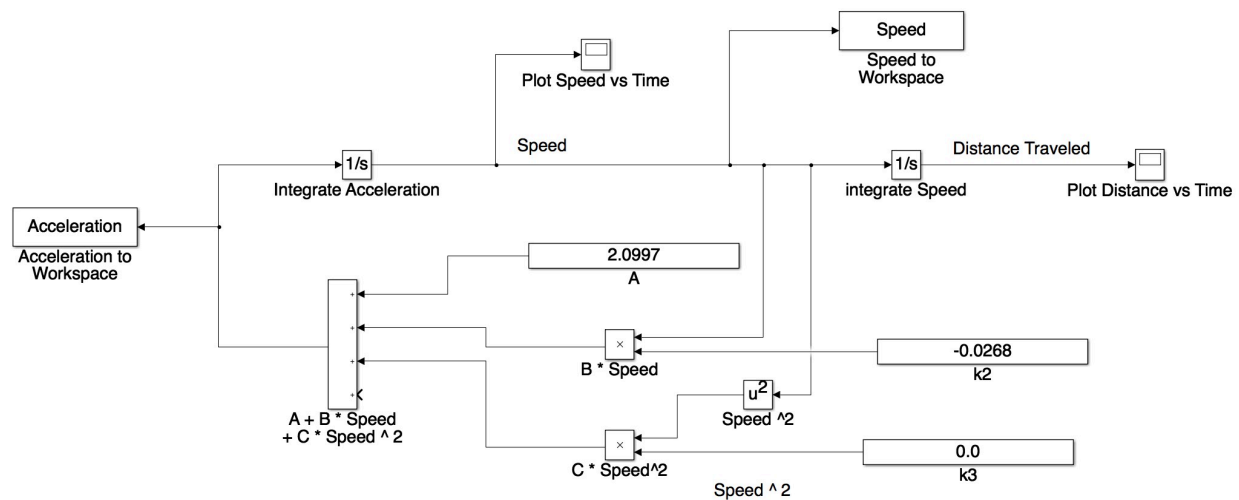 Speed
Speed to
Workspace
Plot Speed vs Time
Speed
1/s
Integrate Acceleration
1/s
integrate Speed
Distance Traveled
Plot Distance vs Time
Acceleration
Acceleration to
Workspace
2.0997
A
+
+
+
+
A + B * Speed
+ C * Speed ^ 2
×
B * Speed
-0.0268
k2
u²
Speed ^2
×
C * Speed^2
0.0
k3
Speed ^ 2